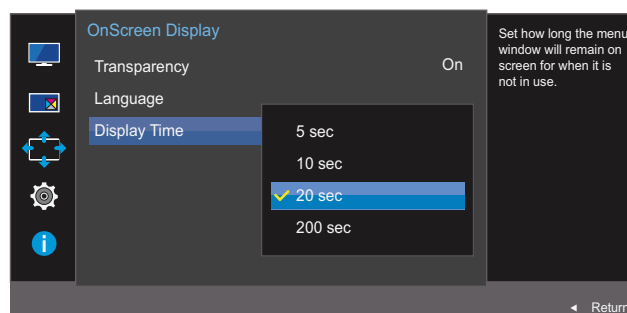 OnScreen Display
Transparency On
Language
Display Time
5 sec
10 sec
20 sec
200 sec
Set how long the menu
window will remain on
screen for when it is
not in use.
Return